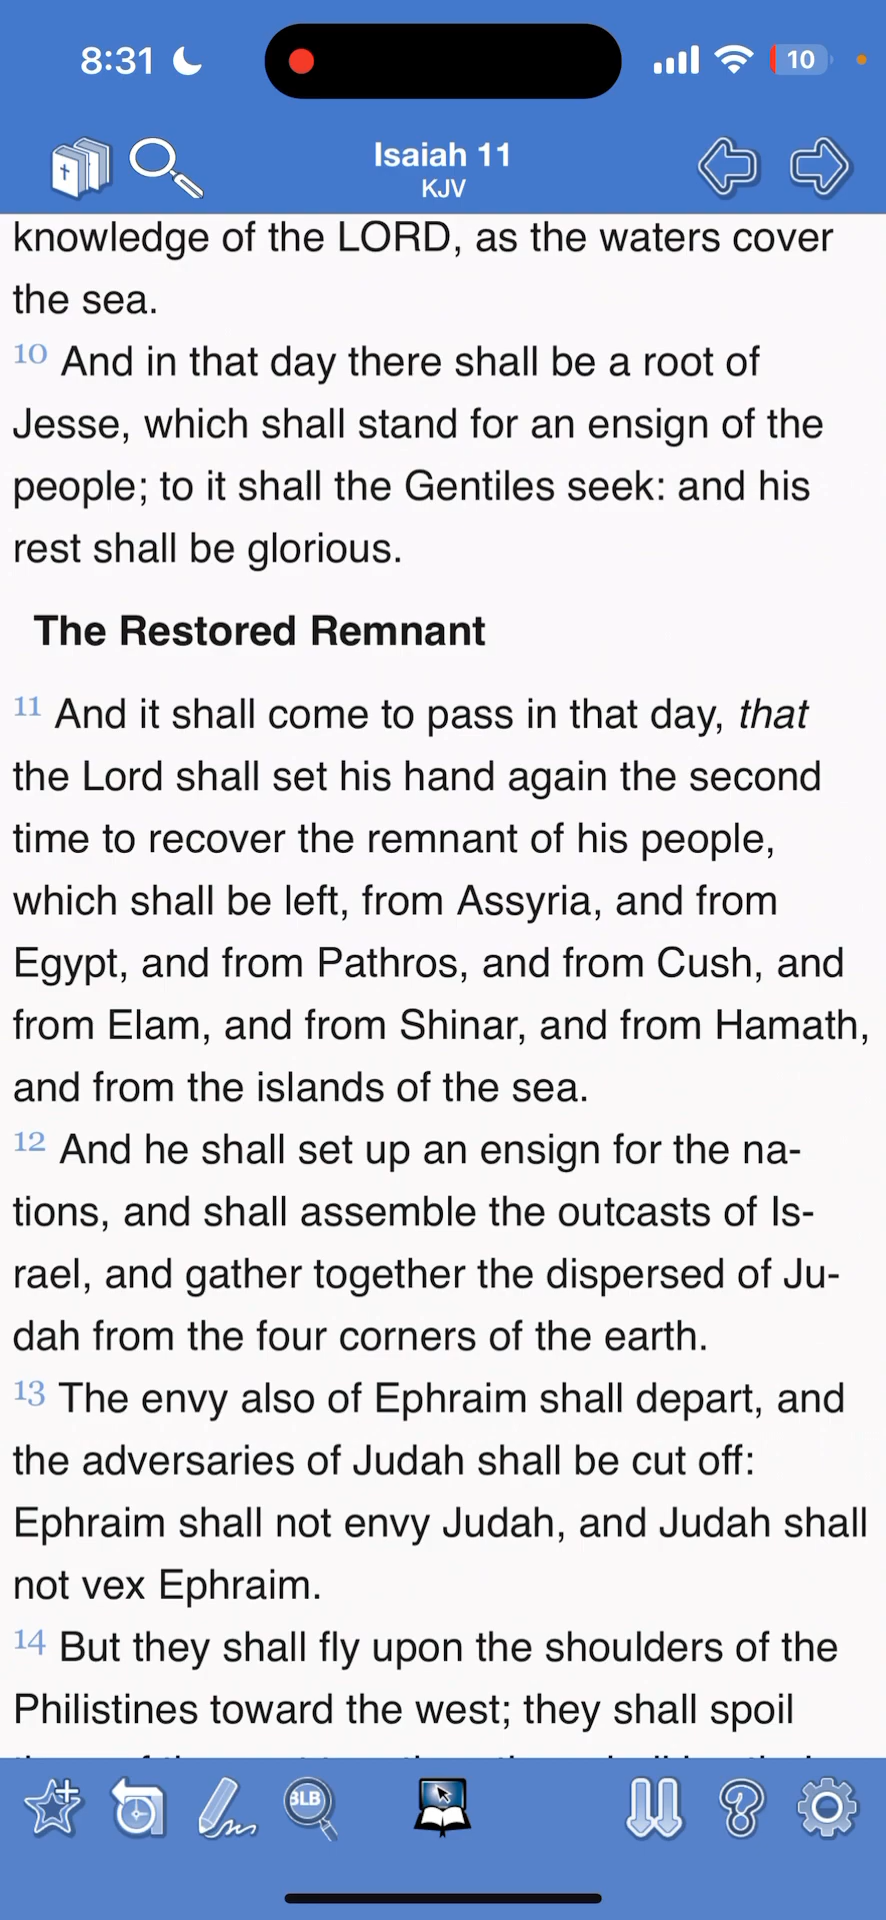 8:31
10
Isaiah 11
KJV
knowledge of the LORD, as the waters cover
the sea.
10 And in that day there shall be a root of
Jesse, which shall stand for an ensign of the
people; to it shall the Gentiles seek: and his
rest shall be glorious.
The Restored Remnant
11 And it shall come to pass in that day, that
the Lord shall set his hand again the second
time to recover the remnant of his people,
which shall be left, from Assyria, and from
Egypt, and from Pathros, and from Cush, and
from Elam, and from Shinar, and from Hamath,
and from the islands of the sea.
12 And he shall set up an ensign for the na-
tions, and shall assemble the outcasts of Is-
rael, and gather together the dispersed of Ju-
dah from the four corners of the earth.
13 The envy also of Ephraim shall depart, and
the adversaries of Judah shall be cut off:
Ephraim shall not envy Judah, and Judah shall
not vex Ephraim.
14 But they shall fly upon the shoulders of the
Philistines toward the west; they shall spoil
BLB